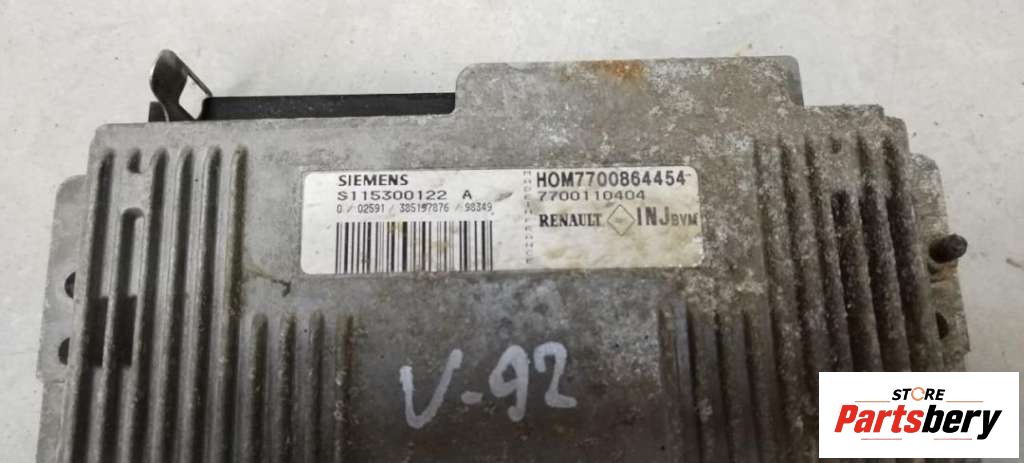 SIEMENS
S115300122 A
0 / 02591 / 385197876 / 98349
HOM7700864454
7700110404
RENAULT INJ BVM
V-92
STORE
Partsbery